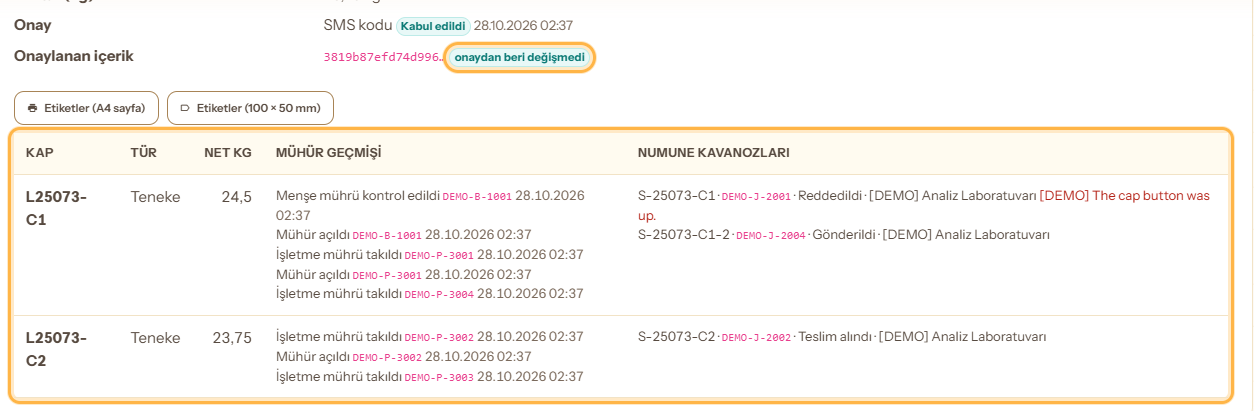 Onay SMS kodu Kabul edildi 28.10.2026 02:37
Onaylanan içerik 3819b87efd74d996… onaydan beri değişmedi
Etiketler (A4 sayfa) Etiketler (100 × 50 mm)
KAP TÜR NET KG MÜHÜR GEÇMİŞİ NUMUNE KAVANOZLARI
L25073-C1 Teneke 24,5
Menşe mührü kontrol edildi DEMO-B-1001 28.10.2026
02:37
Mühür açıldı DEMO-B-1001 28.10.2026 02:37
İşletme mührü takıldı DEMO-P-3001 28.10.2026 02:37
Mühür açıldı DEMO-P-3001 28.10.2026 02:37
İşletme mührü takıldı DEMO-P-3004 28.10.2026 02:37
S-25073-C1 · DEMO-J-2001 · Reddedildi · [DEMO] Analiz Laboratuvarı [DEMO] The cap button was
up.
S-25073-C1-2 · DEMO-J-2004 · Gönderildi · [DEMO] Analiz Laboratuvarı
L25073-C2 Teneke 23,75
İşletme mührü takıldı DEMO-P-3002 28.10.2026 02:37
Mühür açıldı DEMO-P-3002 28.10.2026 02:37
İşletme mührü takıldı DEMO-P-3003 28.10.2026 02:37
S-25073-C2 · DEMO-J-2002 · Teslim alındı · [DEMO] Analiz Laboratuvarı